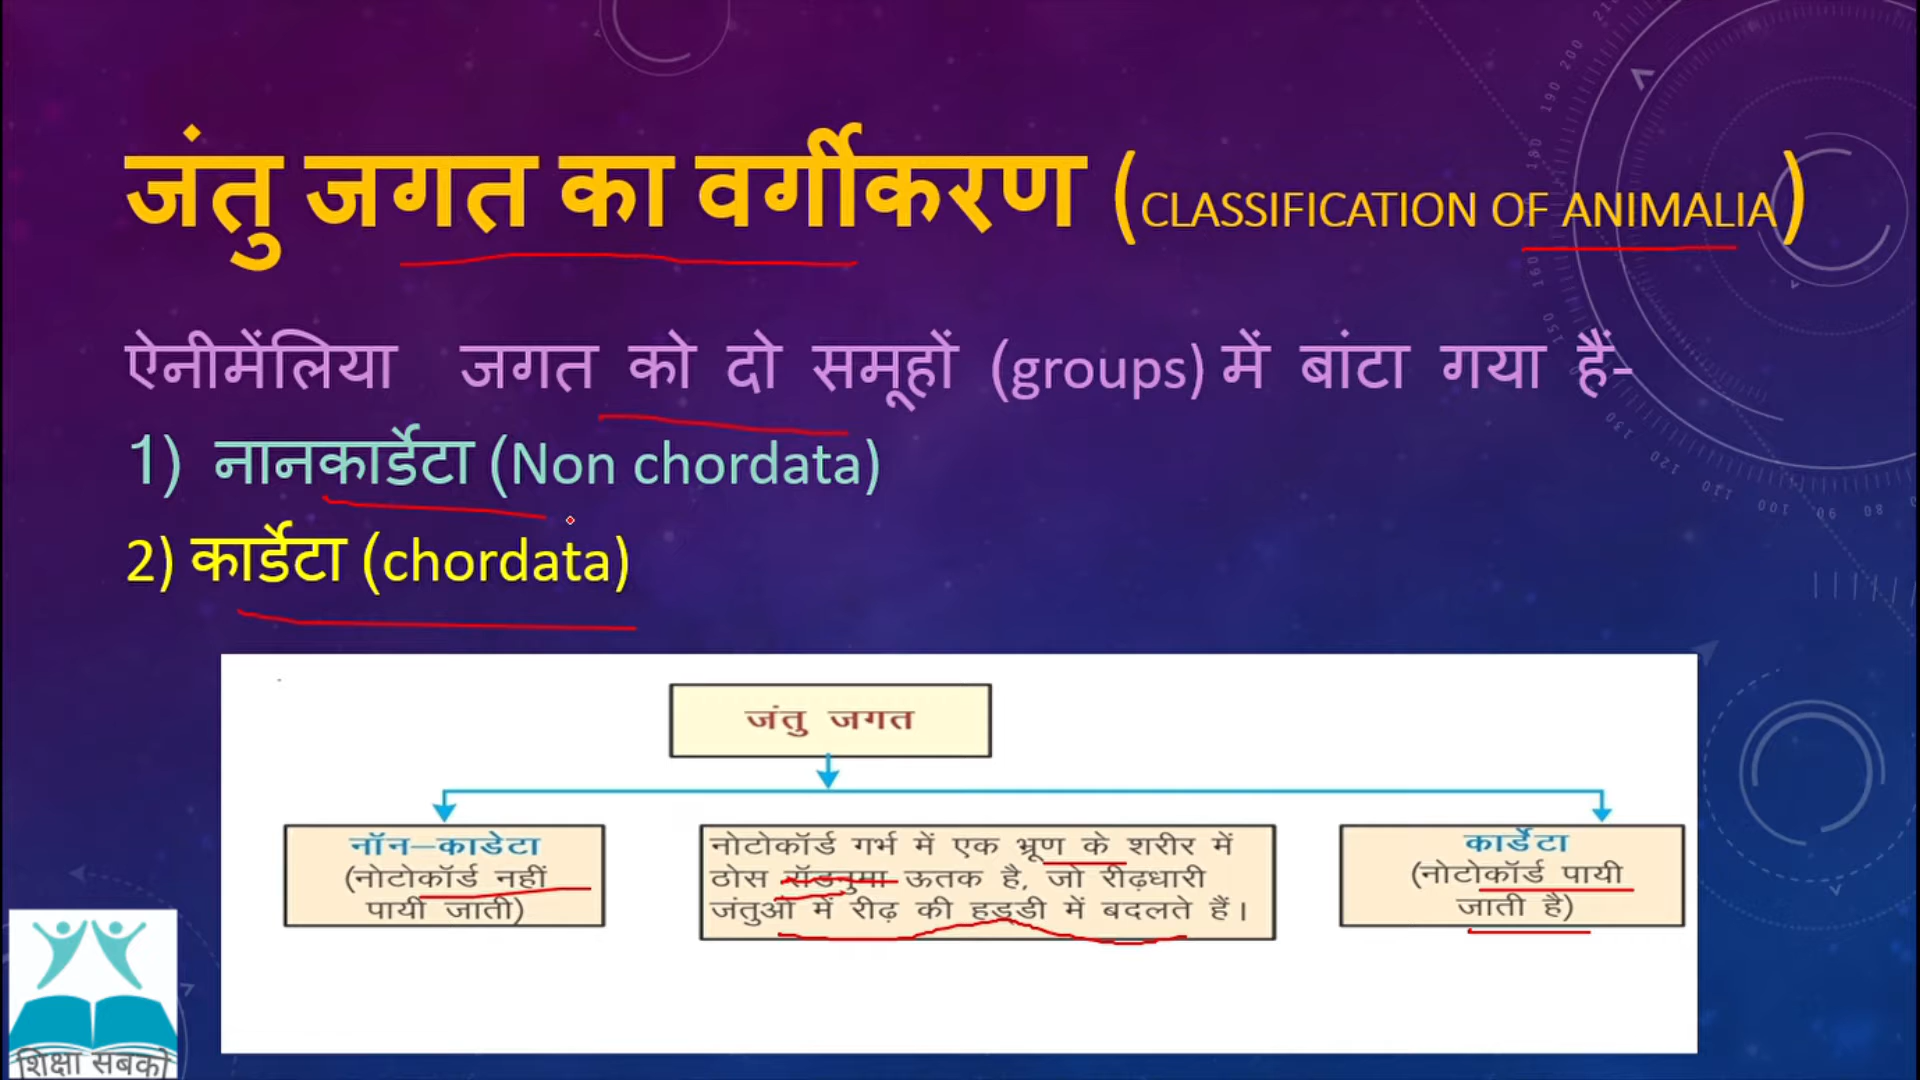 जंतु जगत का वर्गीकरण (CLASSIFICATION OF ANIMALIA)
ऐनीमेंलिया जगत को दो समूहों (groups) में बांटा गया हैं-
1) नानकार्डेटा (Non chordata)
2) कार्डेटा (chordata)
जंतु जगत
नॉन–काडेटा
(नोटोकॉर्ड नहीं
पायी जाती)
नोटोकॉर्ड गर्भ में एक भ्रूण के शरीर में
ठोस रॉडनुमा ऊतक है, जो रीढ़धारी
जंतुओं में रीढ़ की हड्डी में बदलते हैं।
कार्डेटा
(नोटोकॉर्ड पायी
जाती है)
शिक्षा सबको